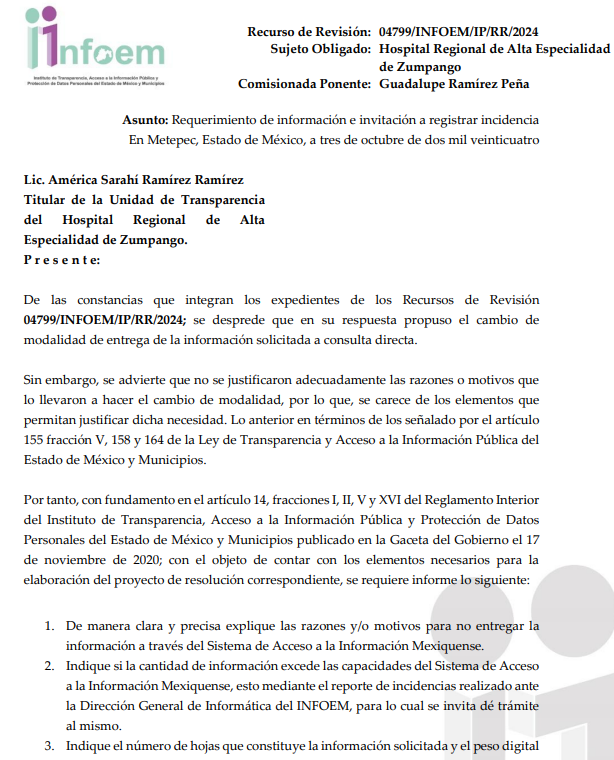 infoem
Instituto de Transparencia, Acceso a la Información Pública y
Protección de Datos Personales del Estado de México y Municipios
Recurso de Revisión: 04799/INFOEM/IP/RR/2024
Sujeto Obligado: Hospital Regional de Alta Especialidad
de Zumpango
Comisionada Ponente: Guadalupe Ramírez Peña
Asunto: Requerimiento de información e invitación a registrar incidencia
En Metepec, Estado de México, a tres de octubre de dos mil veinticuatro
Lic. América Sarahí Ramírez Ramírez
Titular de la Unidad de Transparencia
del Hospital Regional de Alta
Especialidad de Zumpango.
P r e s e n t e:
De las constancias que integran los expedientes de los Recursos de Revisión
04799/INFOEM/IP/RR/2024; se desprede que en su respuesta propuso el cambio de
modalidad de entrega de la información solicitada a consulta directa.
Sin embargo, se advierte que no se justificaron adecuadamente las razones o motivos que
lo llevaron a hacer el cambio de modalidad, por lo que, se carece de los elementos que
permitan justificar dicha necesidad. Lo anterior en términos de los señalado por el artículo
155 fracción V, 158 y 164 de la Ley de Transparencia y Acceso a la Información Pública del
Estado de México y Municipios.
Por tanto, con fundamento en el artículo 14, fracciones I, II, V y XVI del Reglamento Interior
del Instituto de Transparencia, Acceso a la Información Pública y Protección de Datos
Personales del Estado de México y Municipios publicado en la Gaceta del Gobierno el 17
de noviembre de 2020; con el objeto de contar con los elementos necesarios para la
elaboración del proyecto de resolución correspondiente, se requiere informe lo siguiente:
1. De manera clara y precisa explique las razones y/o motivos para no entregar la
información a través del Sistema de Acceso a la Información Mexiquense.
2. Indique si la cantidad de información excede las capacidades del Sistema de Acceso
a la Información Mexiquense, esto mediante el reporte de incidencias realizado ante
la Dirección General de Informática del INFOEM, para lo cual se invita dé trámite
al mismo.
3. Indique el número de hojas que constituye la información solicitada y el peso digital